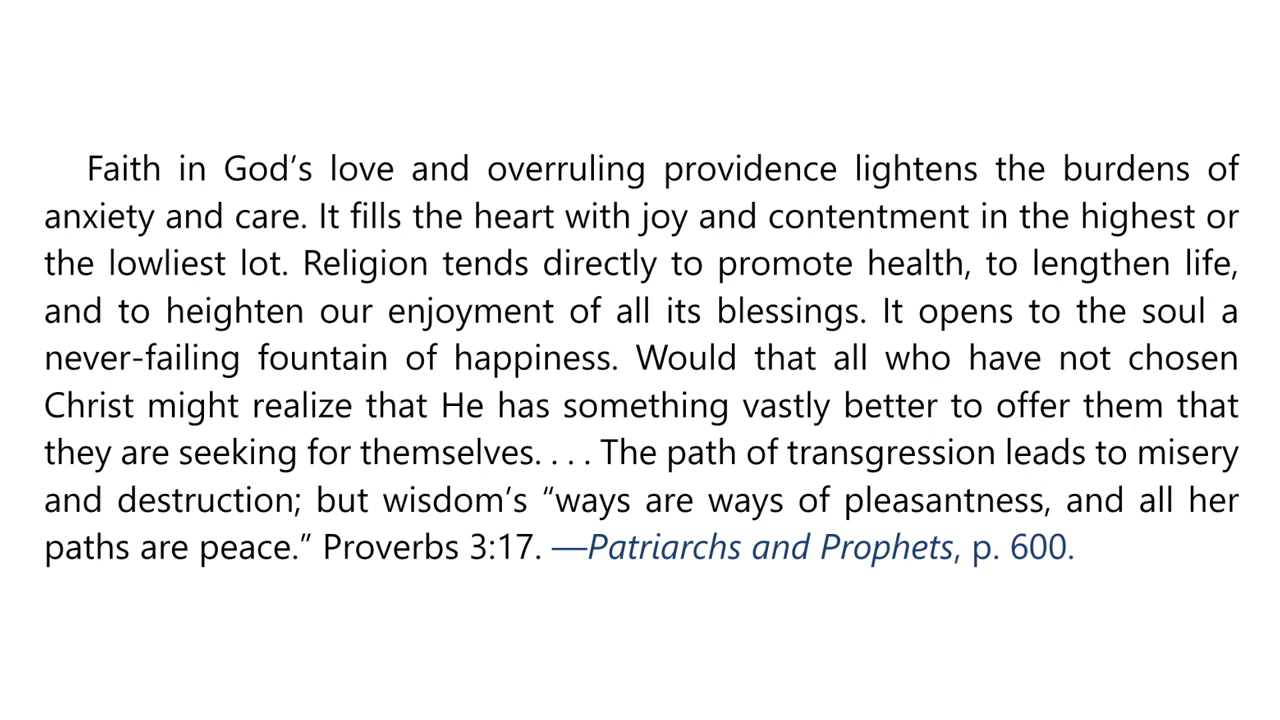 Faith in God’s love and overruling providence lightens the burdens of
anxiety and care. It fills the heart with joy and contentment in the highest or
the lowliest lot. Religion tends directly to promote health, to lengthen life,
and to heighten our enjoyment of all its blessings. It opens to the soul a
never-failing fountain of happiness. Would that all who have not chosen
Christ might realize that He has something vastly better to offer them that
they are seeking for themselves. . . . The path of transgression leads to misery
and destruction; but wisdom’s “ways are ways of pleasantness, and all her
paths are peace.” Proverbs 3:17. —Patriarchs and Prophets, p. 600.